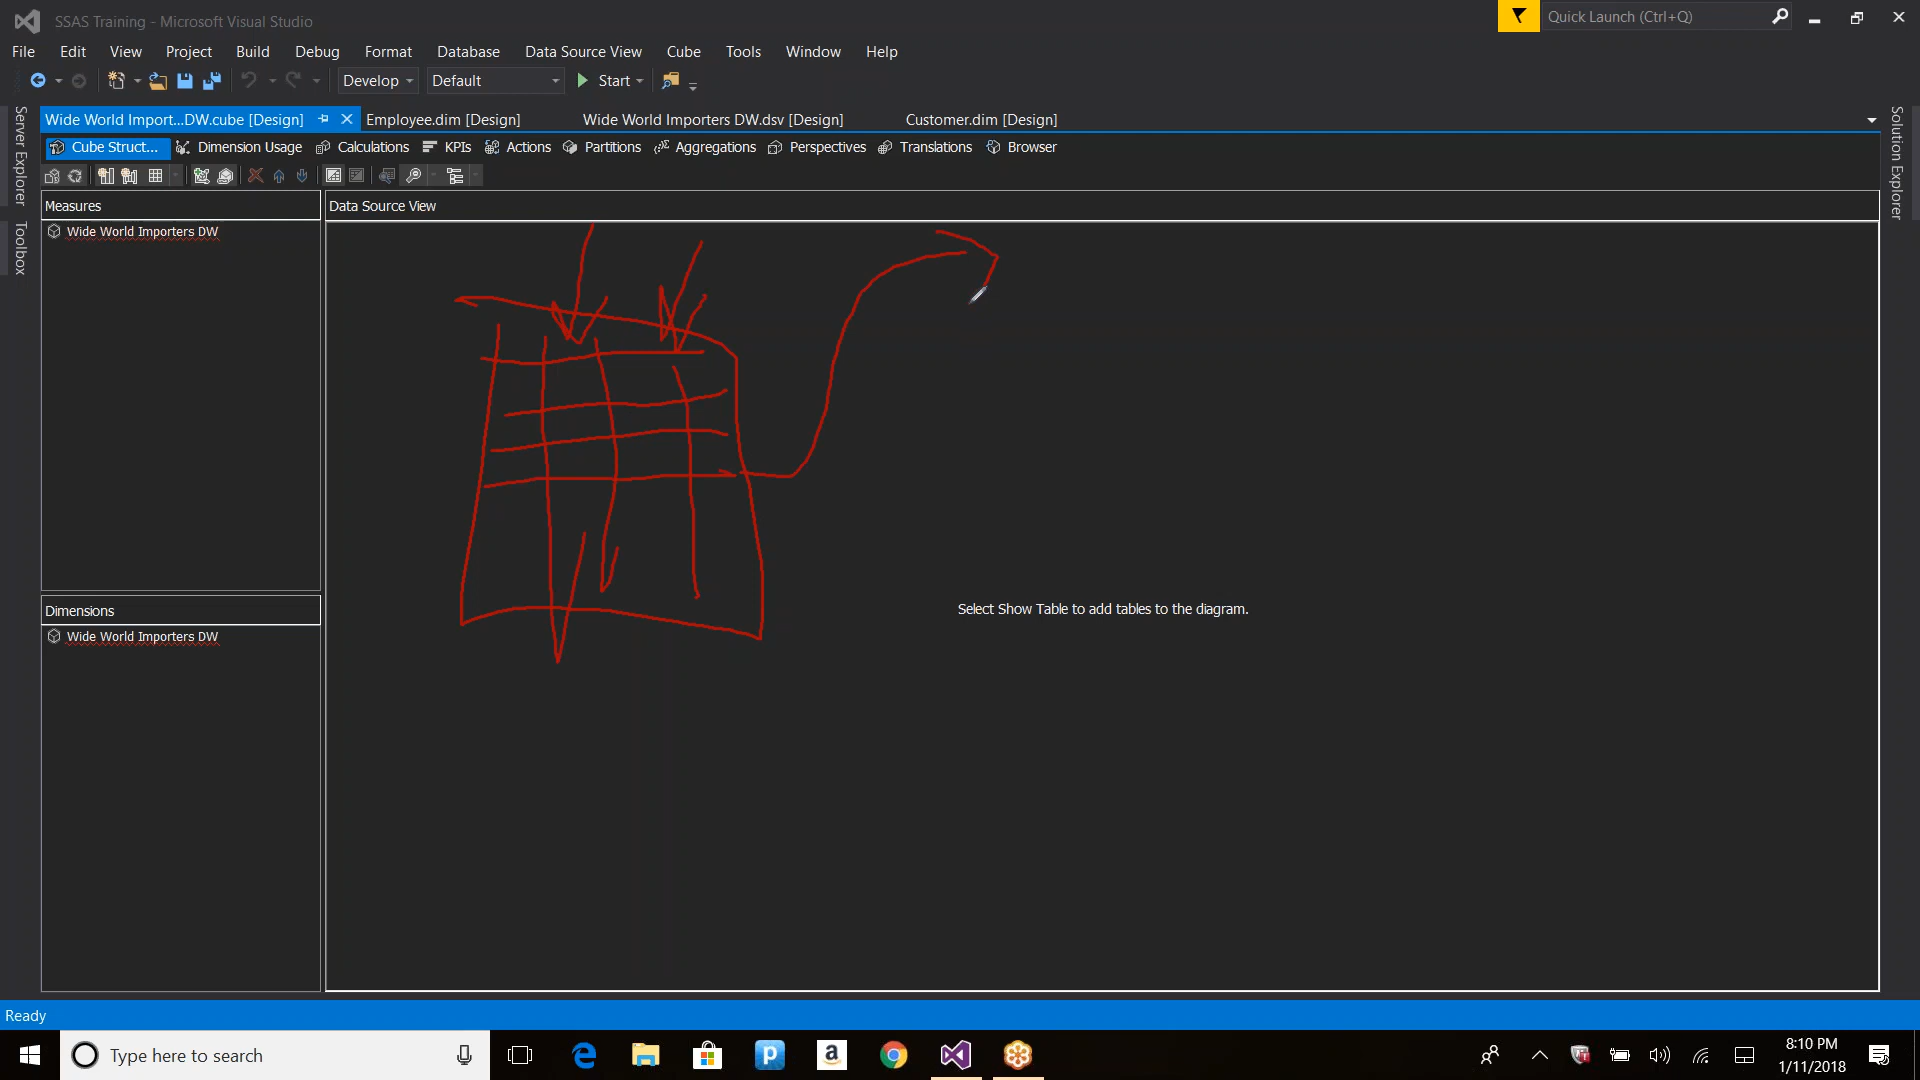 SSAS Training - Microsoft Visual Studio
Quick Launch (Ctrl+Q)
File Edit View Project Build Debug Format Database Data Source View Cube Tools Window Help
Develop Default Start
Server Explorer
Toolbox
Wide World Import...DW.cube [Design] Employee.dim [Design] Wide World Importers DW.dsv [Design] Customer.dim [Design]
Solution Explorer
Cube Struct... Dimension Usage Calculations KPIs Actions Partitions Aggregations Perspectives Translations Browser
Measures
Data Source View
Wide World Importers DW
Select Show Table to add tables to the diagram.
Dimensions
Wide World Importers DW
Ready
Type here to search
8:10 PM
1/11/2018